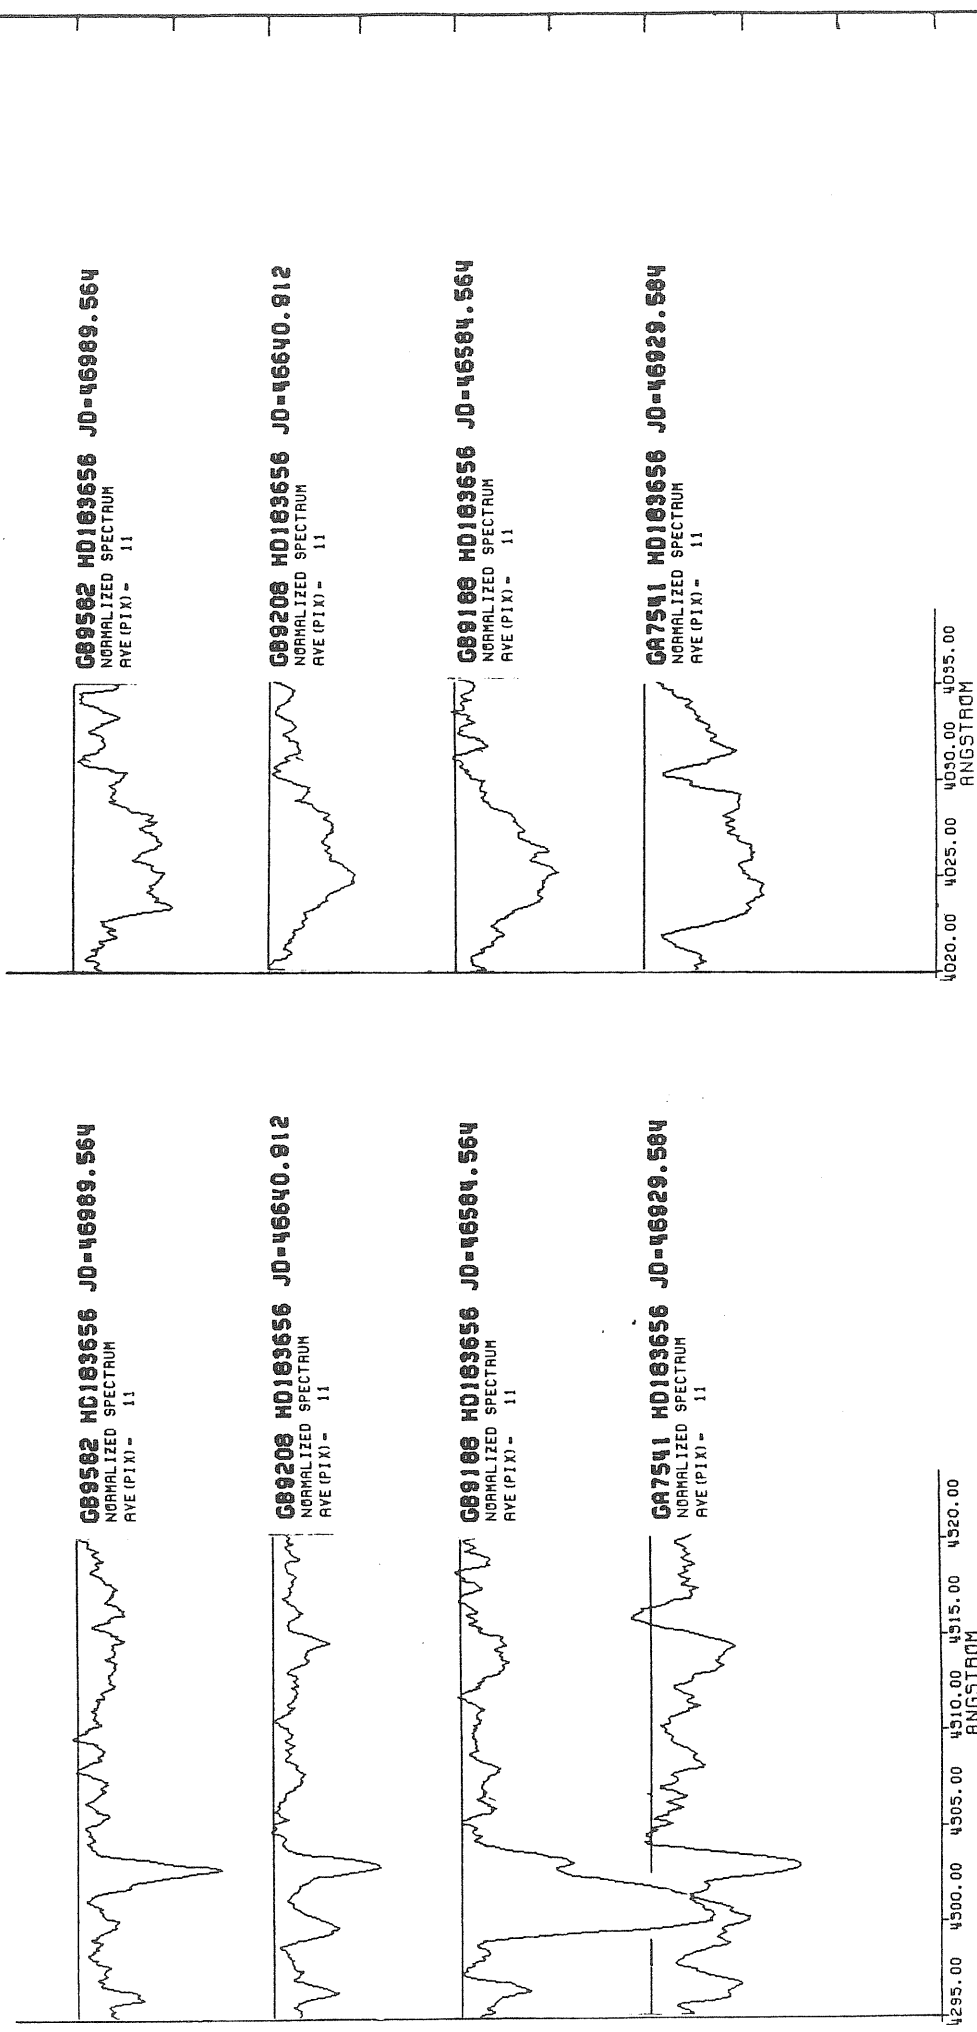 GB9582 HD183656 JD=46989.564
NORMALIZED SPECTRUM
AVE(PIX)= 11
GB9208 HD183656 JD=46640.812
NORMALIZED SPECTRUM
AVE(PIX)= 11
GB9188 HD183656 JD=46584.564
NORMALIZED SPECTRUM
AVE(PIX)= 11
GA7541 HD183656 JD=46929.584
NORMALIZED SPECTRUM
AVE(PIX)= 11
4295.00 4300.00 4305.00 4310.00 4315.00 4320.00
ANGSTROM
GB9582 HD183656 JD=46989.564
NORMALIZED SPECTRUM
AVE(PIX)= 11
GB9208 HD183656 JD=46640.812
NORMALIZED SPECTRUM
AVE(PIX)= 11
GB9188 HD183656 JD=46584.564
NORMALIZED SPECTRUM
AVE(PIX)= 11
GA7541 HD183656 JD=46929.584
NORMALIZED SPECTRUM
AVE(PIX)= 11
4020.00 4025.00 4030.00 4035.00
ANGSTROM